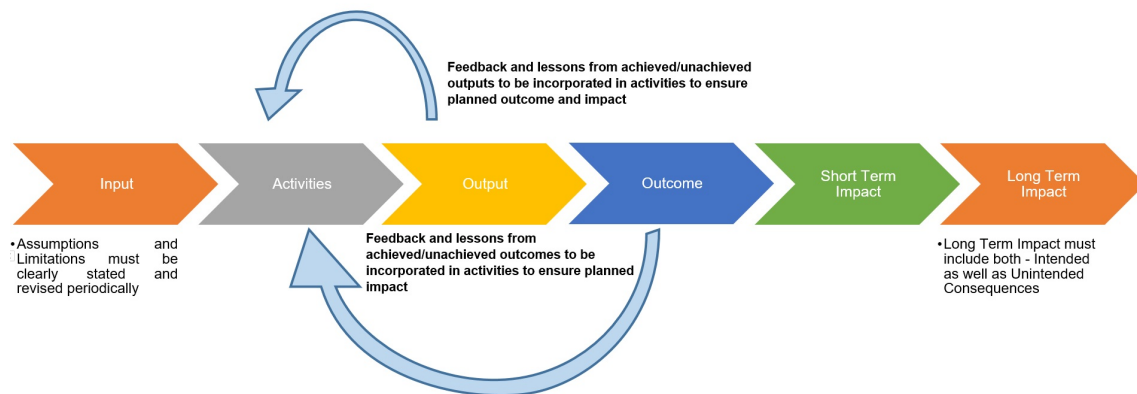 Feedback and lessons from achieved/unachieved
outputs to be incorporated in activities to ensure
planned outcome and impact
Input
Activities
Output
Outcome
Short Term
Impact
Long Term
Impact
•Assumptions and
Limitations must be
clearly stated and
revised periodically
Feedback and lessons from
achieved/unachieved outcomes to be
incorporated in activities to ensure planned
impact
•Long Term Impact must
include both - Intended
as well as Unintended
Consequences